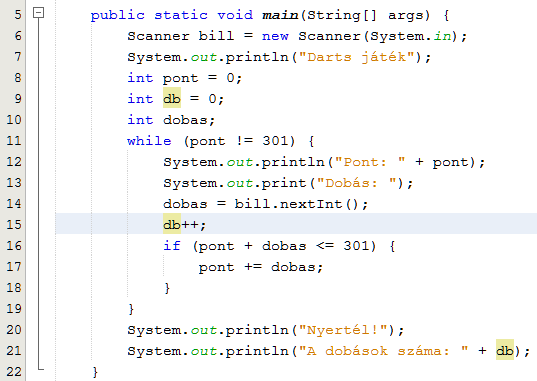 5 public static void main(String[] args) {
6 Scanner bill = new Scanner(System.in);
7 System.out.println("Darts játék");
8 int pont = 0;
9 int db = 0;
10 int dobas;
11 while (pont != 301) {
12 System.out.println("Pont: " + pont);
13 System.out.print("Dobás: ");
14 dobas = bill.nextInt();
15 db++;
16 if (pont + dobas <= 301) {
17 pont += dobas;
18 }
19 }
20 System.out.println("Nyertél!");
21 System.out.println("A dobások száma: " + db);
22 }